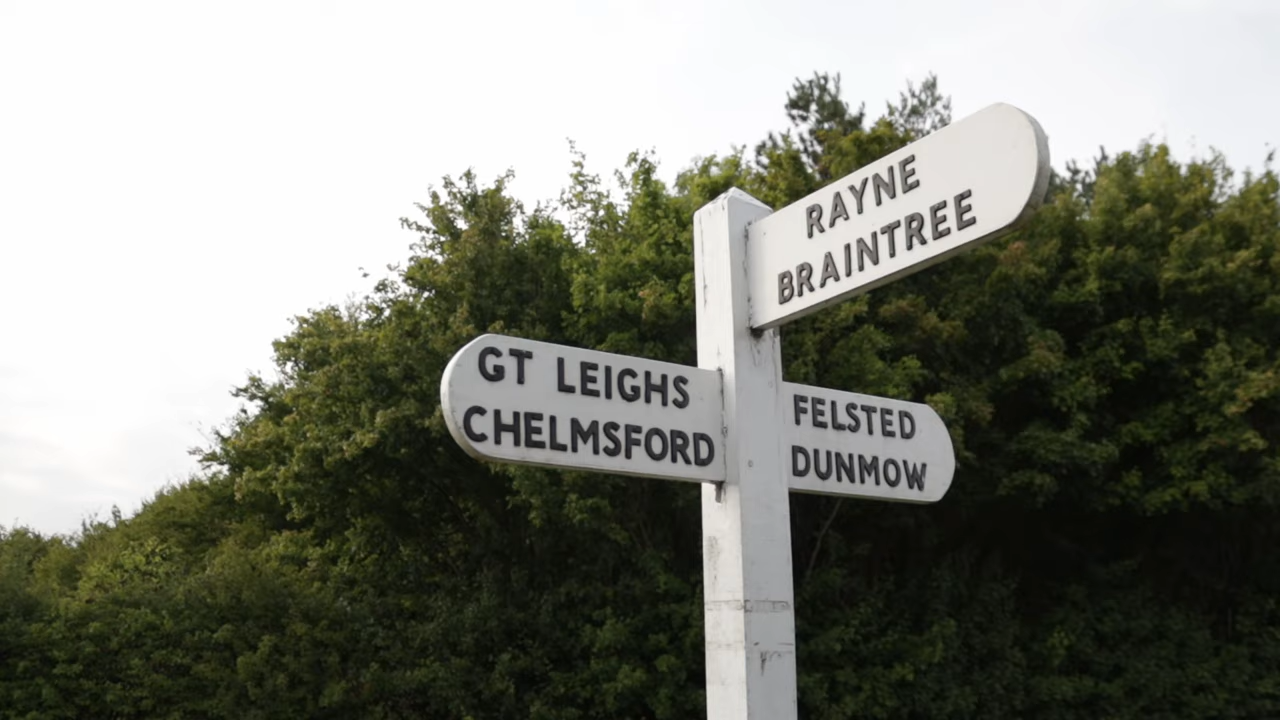 RAYNE
BRAINTREE
GT LEIGHS
CHELMSFORD
FELSTED
DUNMOW